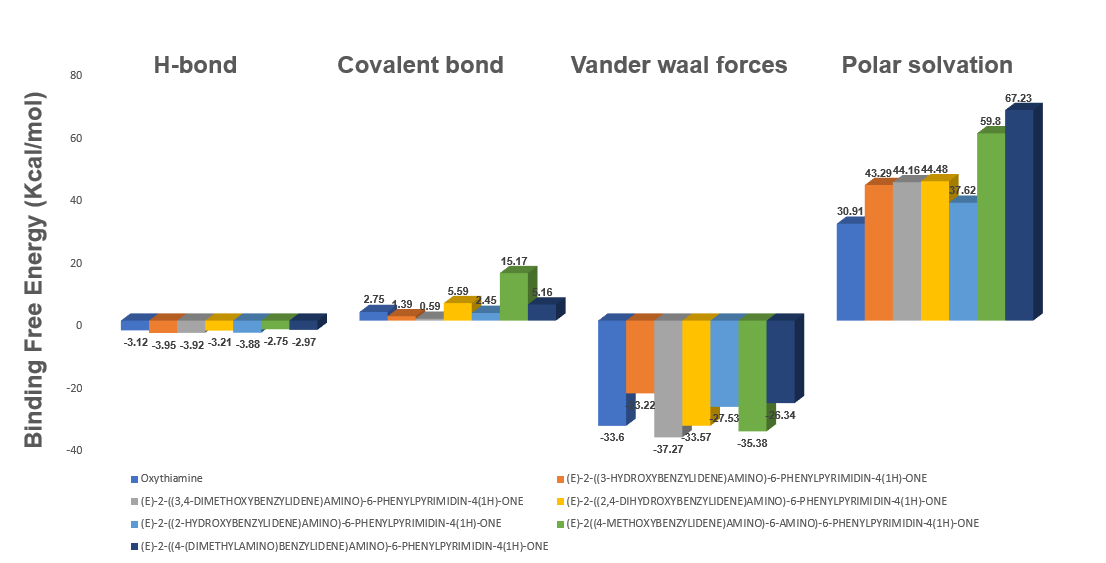 H-bond Covalent bond Vander waal forces Polar solvation
Binding Free Energy (Kcal/mol)
80
60
40
20
0
-20
-40
-3.12 -3.95 -3.92 -3.21 -3.88 -2.75 -2.97
2.75 1.39 0.59 5.59 2.45 15.17 5.16
-33.6 3.22 -37.27 -33.57 -27.53 -35.38 -26.34
30.91 43.29 44.16 44.48 37.62 59.8 67.23
Oxythiamine
(E)-2-((3-HYDROXYBENZYLIDENE)AMINO)-6-PHENYLPYRIMIDIN-4(1H)-ONE
(E)-2-((3,4-DIMETHOXYBENZYLIDENE)AMINO)-6-PHENYLPYRIMIDIN-4(1H)-ONE
(E)-2-((2,4-DIHYDROXYBENZYLIDENE)AMINO)-6-PHENYLPYRIMIDIN-4(1H)-ONE
(E)-2-((2-HYDROXYBENZYLIDENE)AMINO)-6-PHENYLPYRIMIDIN-4(1H)-ONE
(E)-2((4-METHOXYBENZYLIDENE)AMINO)-6-AMINO)-6-PHENYLPYRIMIDIN-4(1H)-ONE
(E)-2-((4-(DIMETHYLAMINO)BENZYLIDENE)AMINO)-6-PHENYLPYRIMIDIN-4(1H)-ONE